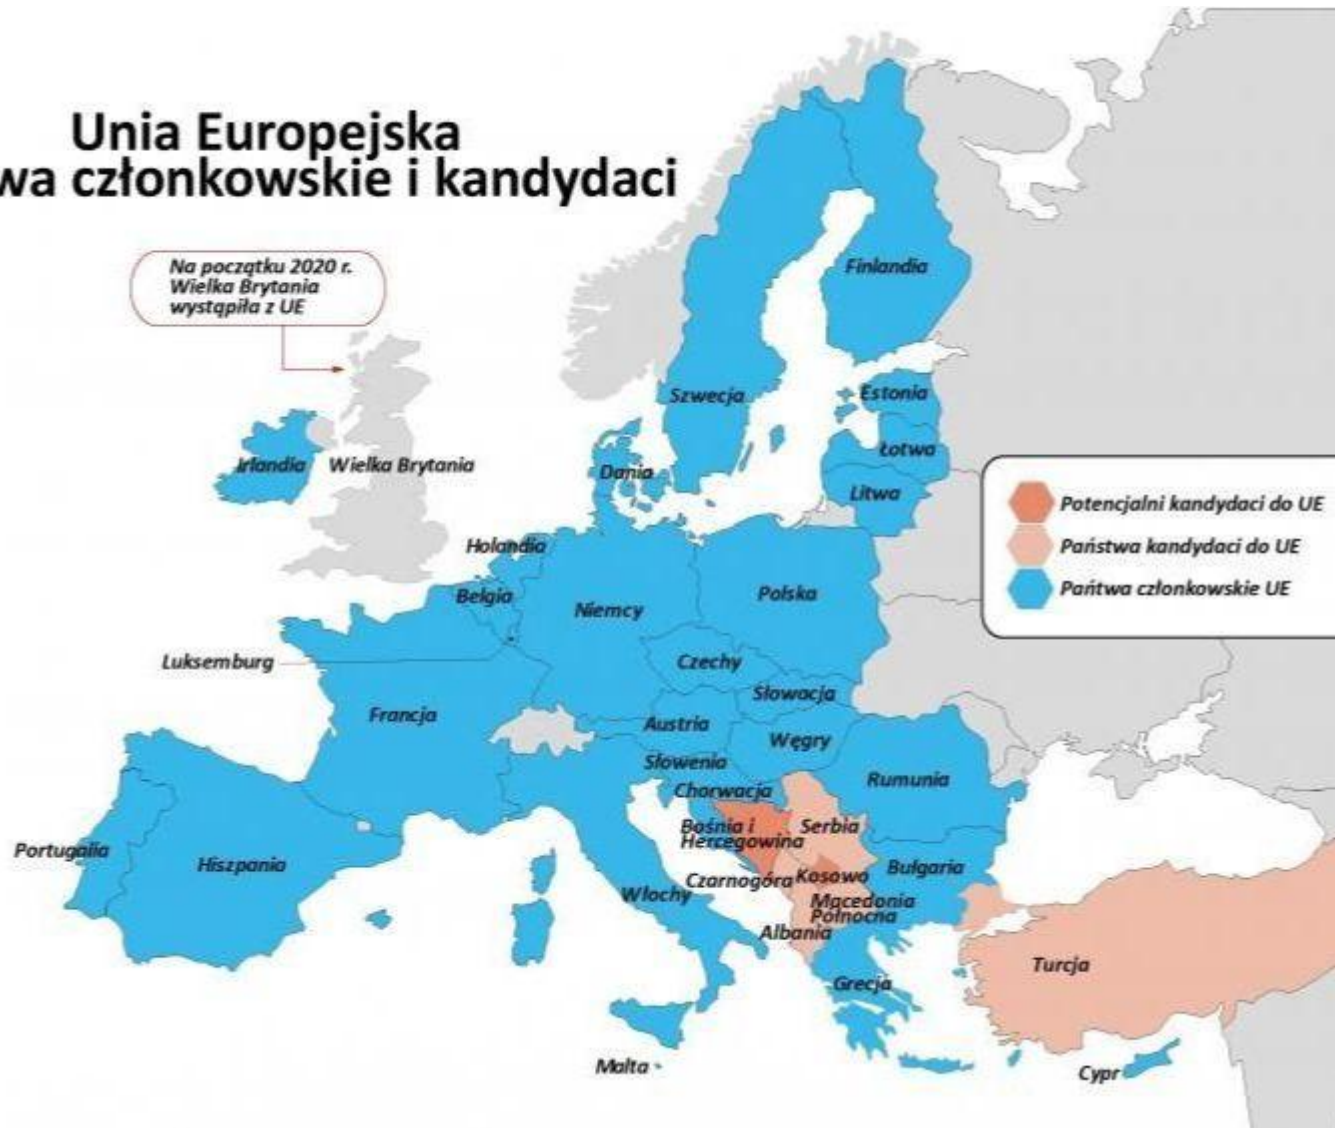 Unia Europejska
wa członkowskie i kandydaci
Na początku 2020 r.
Wielka Brytania
wystąpiła z UE
Finlandia
Szwecja
Estonia
Łotwa
Irlandia
Wielka Brytania
Dania
Litwa
Potencjalni kandydaci do UE
Państwa kandydaci do UE
Pańtwa członkowskie UE
Holandia
Belgia
Niemcy
Polska
Luksemburg
Czechy
Słowacja
Francja
Austria
Węgry
Słowenia
Rumunia
Chorwacja
Bośnia i
Hercegowina
Serbia
Portugalia
Hiszpania
Bułgaria
Czarnogóra
Kosowo
Włochy
Macedonia
Północna
Albania
Turcja
Grecja
Malta
Cypr